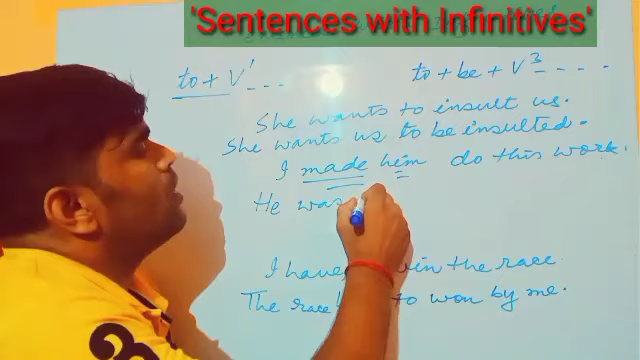 'Sentences with Infinitives'
to + V1 ...
to + be + V3 - - - .
She wants to insult us.
She wants us to be insulted.
I made him do this work.
He was
I have in the race
The race to won by me.